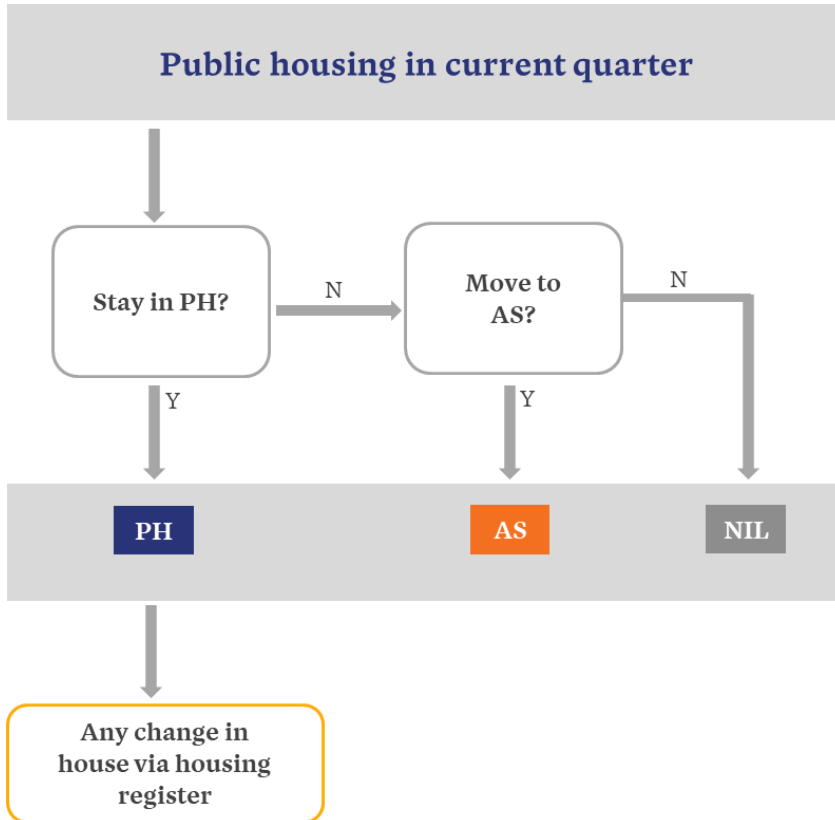 Public housing in current quarter
Stay in PH?
N
Move to
AS?
N
Y
Y
PH
AS
NIL
Any change in
house via housing
register